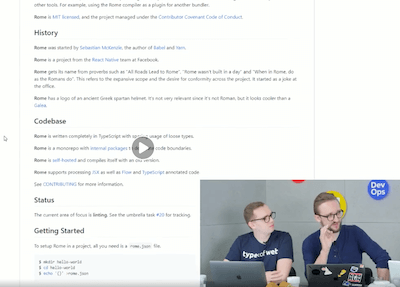 other tools. For example, using the Rome compiler as a plugin for another bundler.
Rome is MIT licensed, and the project managed under the Contributor Covenant Code of Conduct.
History
Rome was started by Sebastian McKenzie, the author of Babel and Yarn.
Rome is a project from the React Native team at Facebook.
Rome gets its name from proverbs such as "All Roads Lead to Rome", "Rome wasn't built in a day" and "When in Rome, do
as the Romans do". This refers to the expansive scope and the desire for conformity across the project. It started as a joke at
the office.
Rome has a logo of an ancient Greek spartan helmet. It's not very relevant since it's not Roman, but it looks cooler than a
Galea.
Codebase
Rome is written completely in TypeScript with usage of loose types.
Rome is a monorepo with internal packages to code boundaries.
Rome is self-hosted and compiles itself with an old version.
Rome supports processing JSX as well as Flow and TypeScript annotated code.
See CONTRIBUTING for more information.
Status
The current area of focus is linting. See the umbrella task #20 for tracking.
Getting Started
To setup Rome in a project, all you need is a rome.json file.
$ mkdir hello-world
$ cd hello-world
$ echo '{}' >rome.json
Dev
Ops
type of web